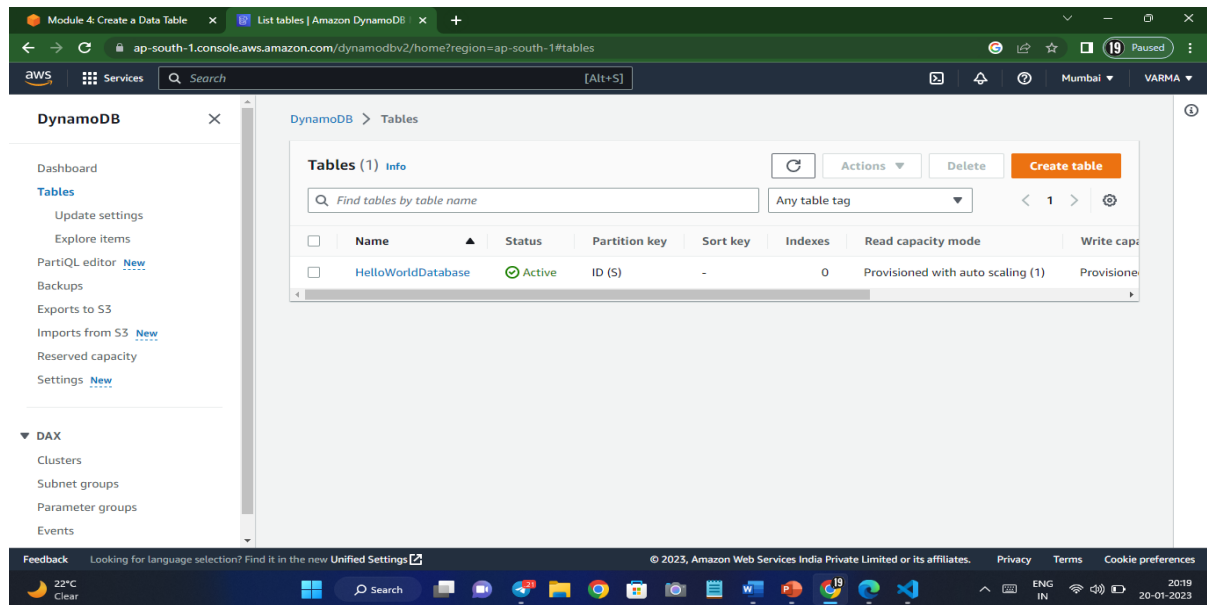 Module 4: Create a Data Table
List tables | Amazon DynamoDB
ap-south-1.console.aws.amazon.com/dynamodbv2/home?region=ap-south-1#tables
19 Paused
aws Services Search [Alt+S] Mumbai VARMA
DynamoDB
Dashboard
Tables
Update settings
Explore items
PartiQL editor New
Backups
Exports to S3
Imports from S3 New
Reserved capacity
Settings New
DAX
Clusters
Subnet groups
Parameter groups
Events
DynamoDB > Tables
Tables (1) Info Actions Delete Create table
Find tables by table name Any table tag < 1 >
Name Status Partition key Sort key Indexes Read capacity mode Write capa
HelloWorldDatabase Active ID (S) - 0 Provisioned with auto scaling (1) Provisione
Feedback Looking for language selection? Find it in the new Unified Settings © 2023, Amazon Web Services India Private Limited or its affiliates. Privacy Terms Cookie preferences
22°C
Clear
Search
21
19
ENG
IN
20:19
20-01-2023